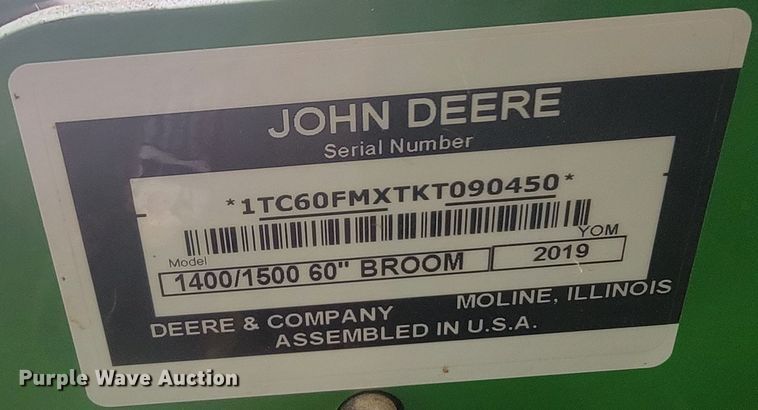 JOHN DEERE
Serial Number
*1TC60FMXTKT090450*
Model
YOM
1400/1500 60" BROOM
2019
DEERE & COMPANY
MOLINE, ILLINOIS
ASSEMBLED IN U.S.A.
Purple Wave Auction